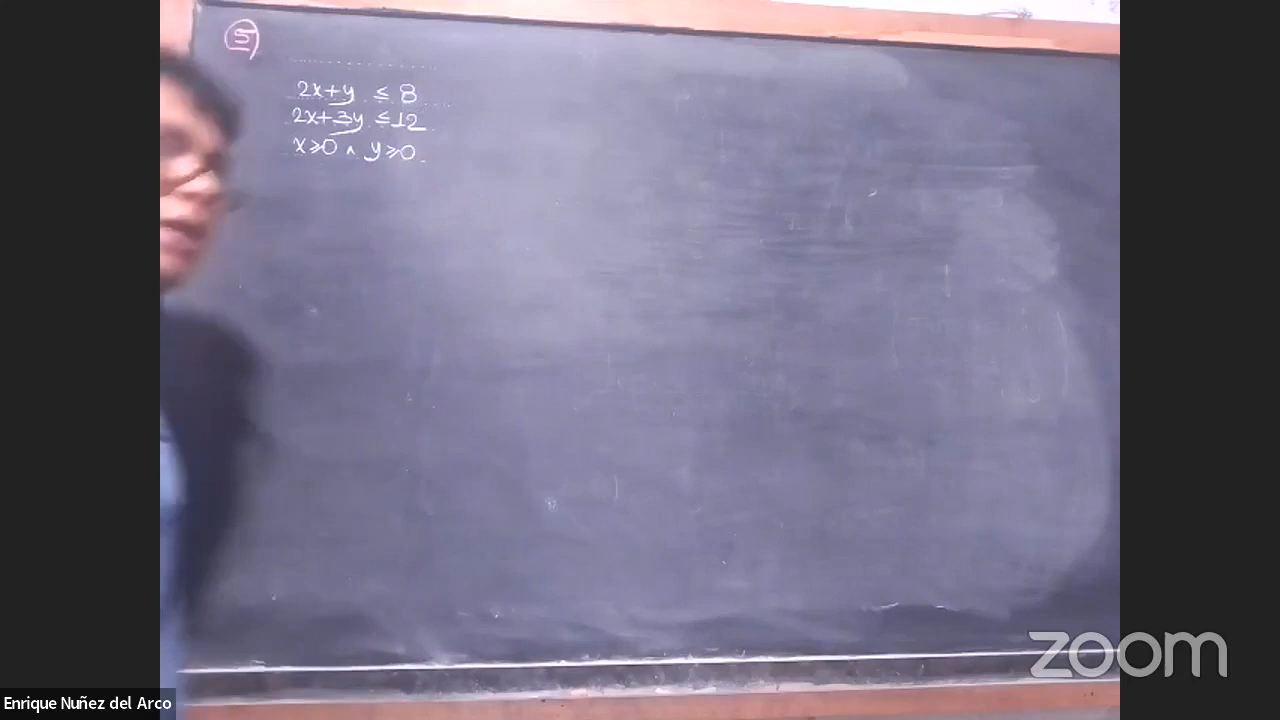 5
2x+y ≤ 8
2x+3y ≤12
x≥0 ∧ y≥0
zoom
Enrique Nuñez del Arco